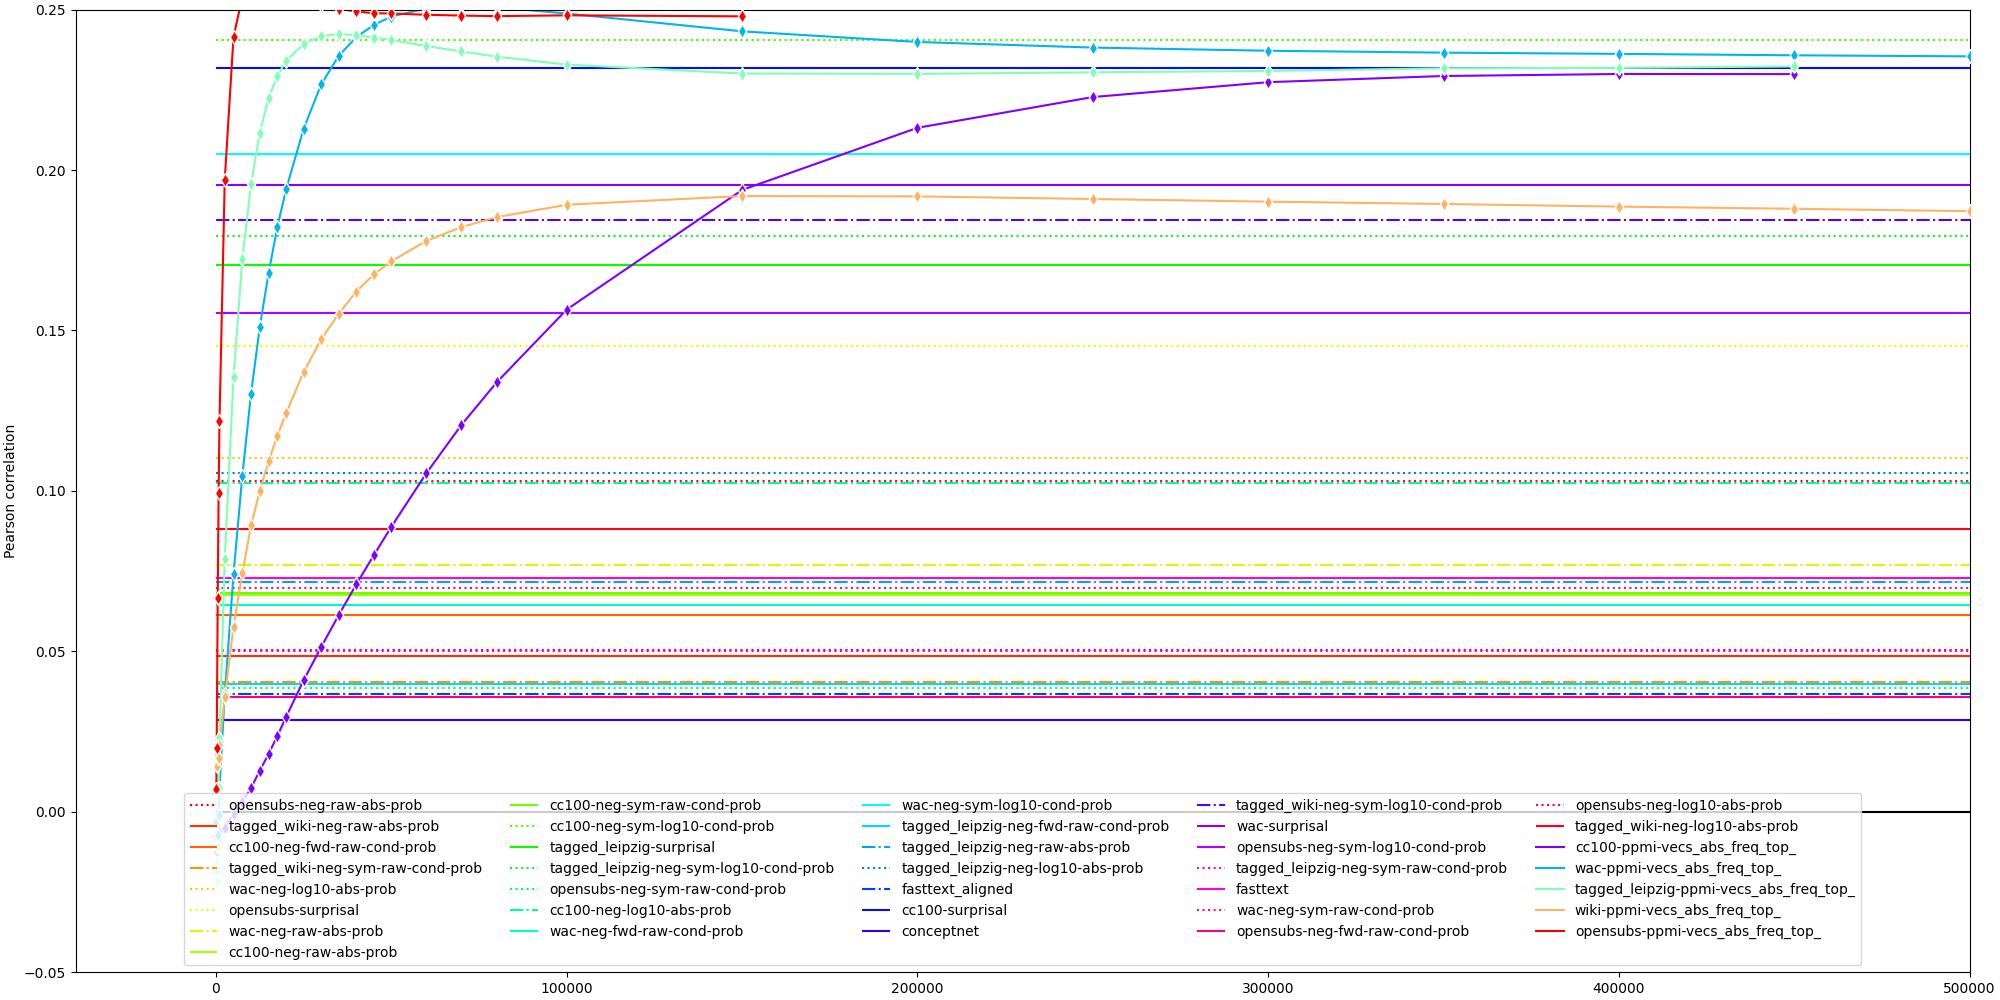 0.25
0.20
0.15
0.10
0.05
0.00
−0.05
Pearson correlation
0
100000
200000
300000
400000
500000
opensubs-neg-raw-abs-prob
tagged_wiki-neg-raw-abs-prob
cc100-neg-fwd-raw-cond-prob
tagged_wiki-neg-sym-raw-cond-prob
wac-neg-log10-abs-prob
opensubs-surprisal
wac-neg-raw-abs-prob
cc100-neg-raw-abs-prob
cc100-neg-sym-raw-cond-prob
cc100-neg-sym-log10-cond-prob
tagged_leipzig-surprisal
tagged_leipzig-neg-sym-log10-cond-prob
opensubs-neg-sym-raw-cond-prob
cc100-neg-log10-abs-prob
wac-neg-fwd-raw-cond-prob
wac-neg-sym-log10-cond-prob
tagged_leipzig-neg-fwd-raw-cond-prob
tagged_leipzig-neg-raw-abs-prob
tagged_leipzig-neg-log10-abs-prob
fasttext_aligned
cc100-surprisal
conceptnet
tagged_wiki-neg-sym-log10-cond-prob
wac-surprisal
opensubs-neg-sym-log10-cond-prob
tagged_leipzig-neg-sym-raw-cond-prob
fasttext
wac-neg-sym-raw-cond-prob
opensubs-neg-fwd-raw-cond-prob
opensubs-neg-log10-abs-prob
tagged_wiki-neg-log10-abs-prob
cc100-ppmi-vecs_abs_freq_top_
wac-ppmi-vecs_abs_freq_top_
tagged_leipzig-ppmi-vecs_abs_freq_top_
wiki-ppmi-vecs_abs_freq_top_
opensubs-ppmi-vecs_abs_freq_top_